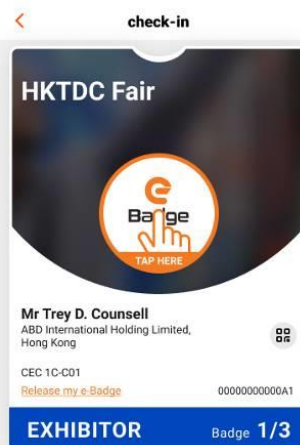 check-in
HKTDC Fair
Badge
TAP HERE
Mr Trey D. Counsell
ABD International Holding Limited,
Hong Kong
CEC 1C-C01
Release my e-Badge
00000000000A1
EXHIBITOR
Badge 1/3